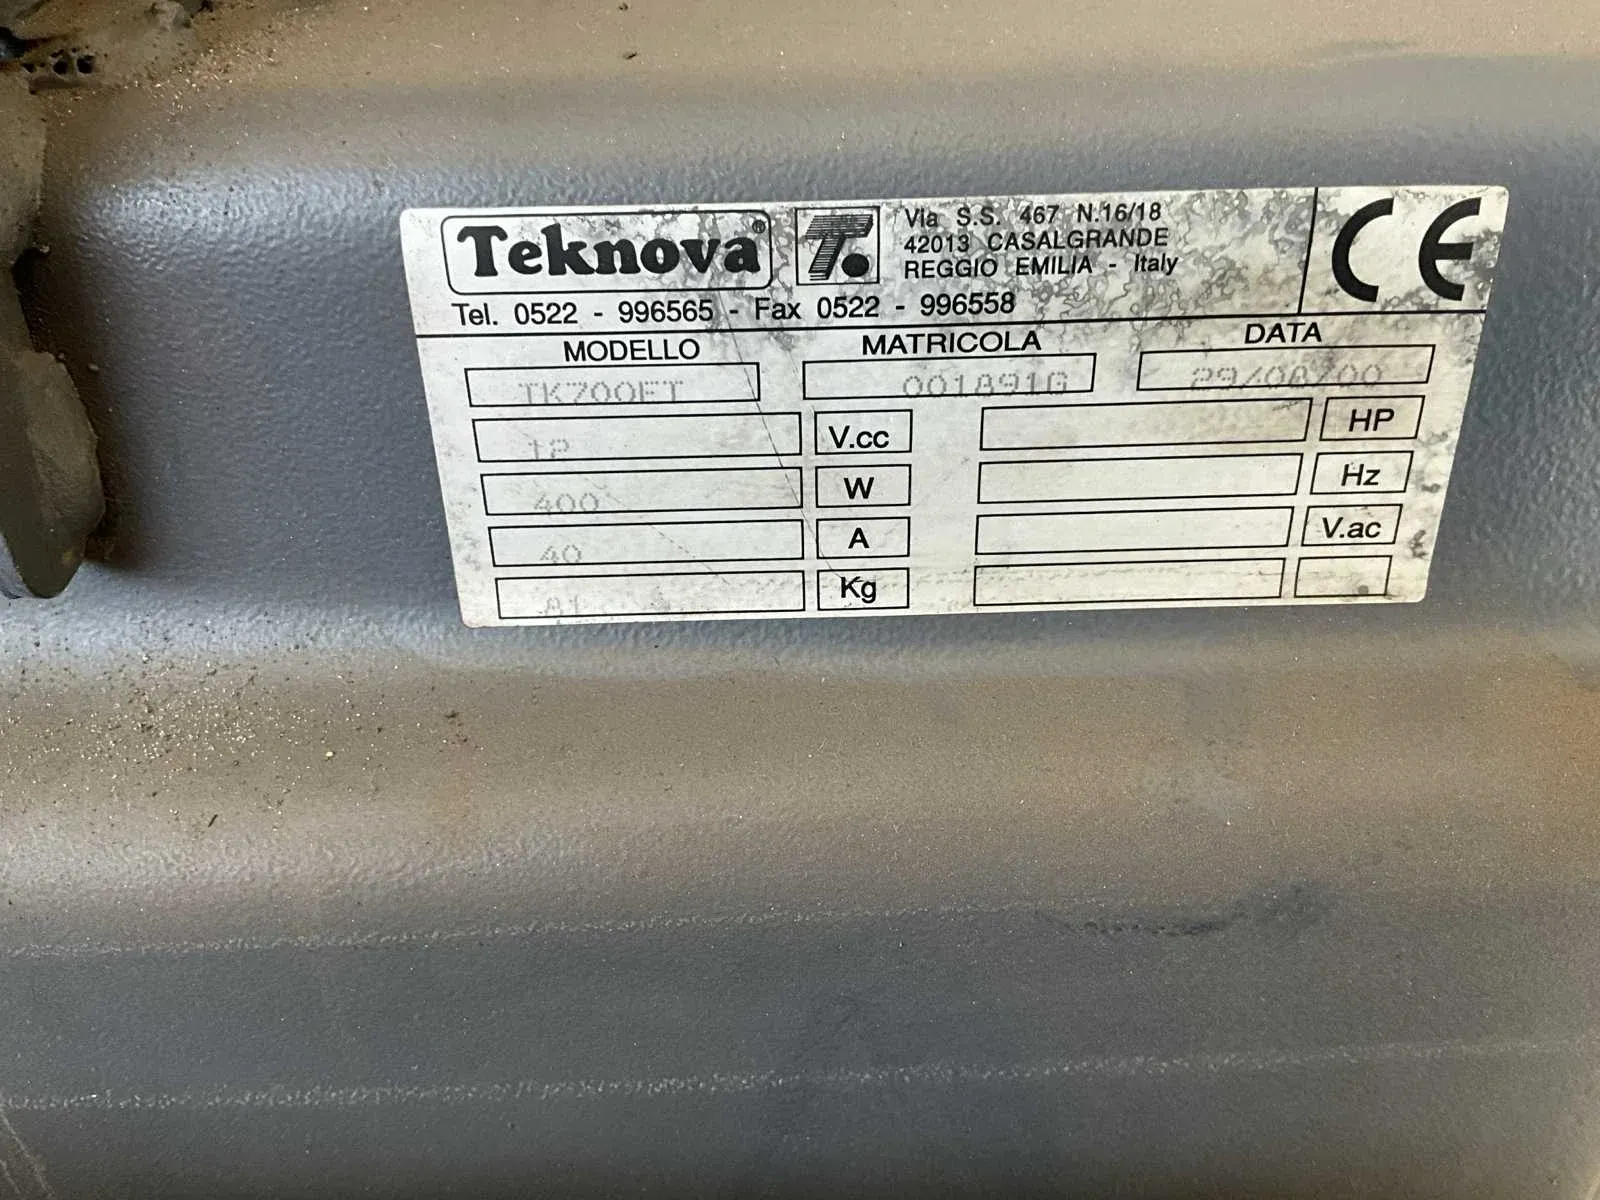 Teknova®
Via S.S. 467 N.16/18
42013 CASALGRANDE
REGGIO EMILIA - Italy
CE
Tel. 0522 - 996565 - Fax 0522 - 996558
MODELLO MATRICOLA DATA
TK700ET
12 V.cc HP
400 W Hz
40 A V.ac
Kg